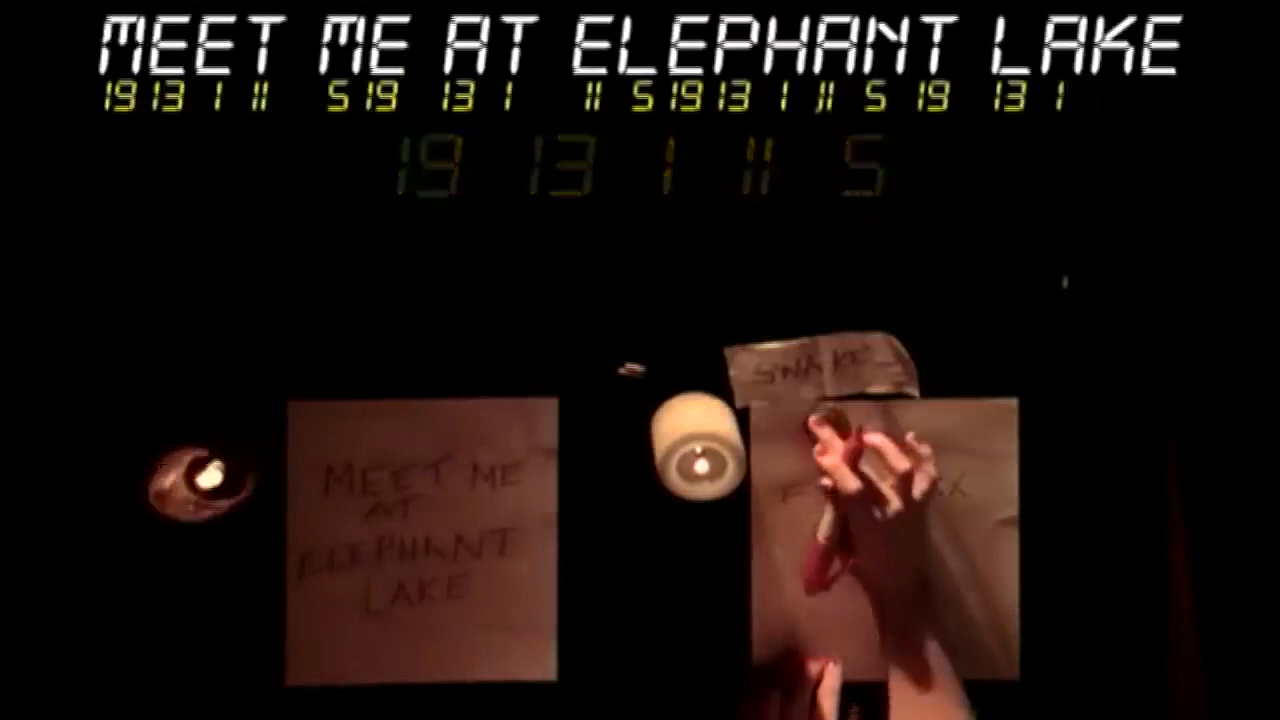 MEET ME AT ELEPHANT LAKE
19 13 1 11 5 19 13 1 11 5 19 13 1 11 5 19 13 1
19 13 1 11 5
SNAKE
MEET ME
AT
ELEPHANT
LAKE